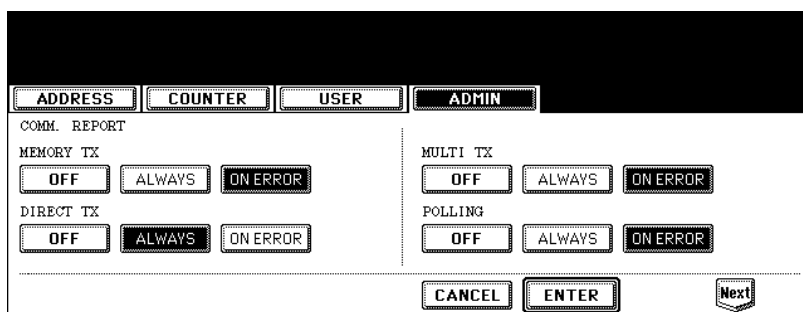 ADDRESS COUNTER USER ADMIN
COMM. REPORT
MEMORY TX
OFF ALWAYS ON ERROR
DIRECT TX
OFF ALWAYS ON ERROR
MULTI TX
OFF ALWAYS ON ERROR
POLLING
OFF ALWAYS ON ERROR
CANCEL ENTER Next